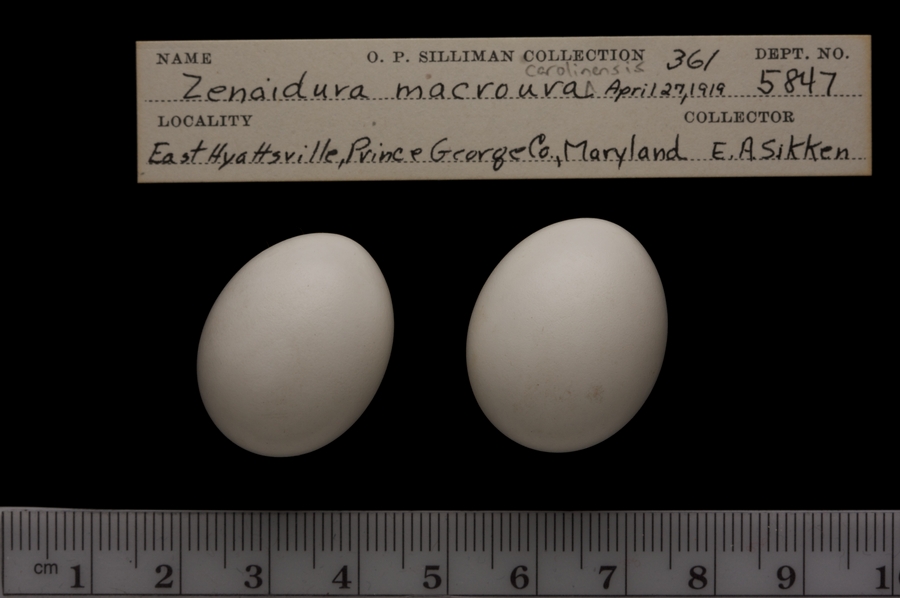 NAME O. P. SILLIMAN COLLECTION 361 DEPT. NO.
carolinensis
Zenaidura macroura^ April 27, 1919 5847
LOCALITY COLLECTOR
East Hyattsville, Prince George Co., Maryland E. A Sikken
cm 1 2 3 4 5 6 7 8 9 1